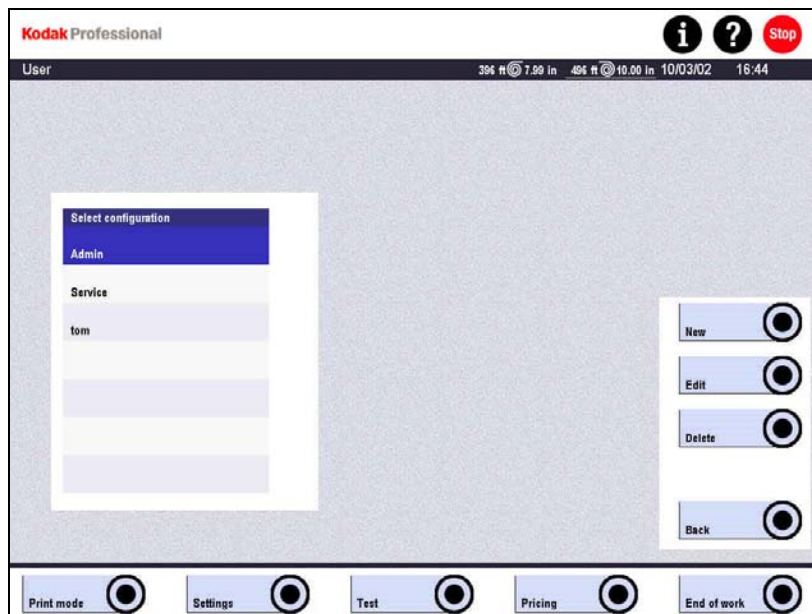 Kodak Professional
i ? Stop
User 396 ft 7.99 in 496 ft 10.00 in 10/03/02 16:44
Select configuration
Admin
Service
tom
New
Edit
Delete
Back
Print mode Settings Test Pricing End of work